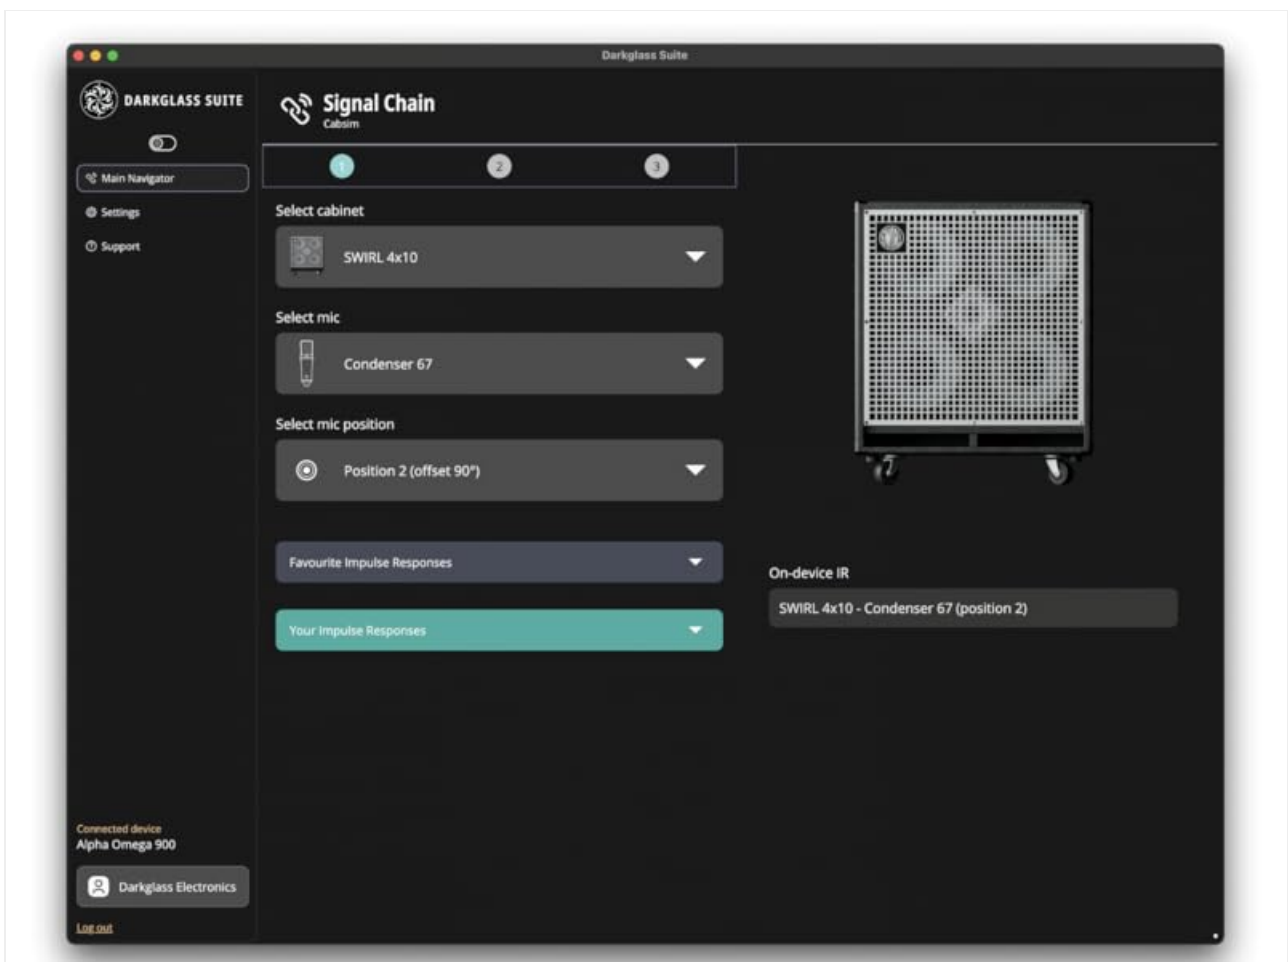 Darkglass Suite
DARKGLASS SUITE
Main Navigator
Settings
Support
Connected device
Alpha Omega 900
Darkglass Electronics
Log out
Signal Chain
Cabsim
1
2
3
Select cabinet
SWIRL 4x10
Select mic
Condenser 67
Select mic position
Position 2 (offset 90°)
Favourite Impulse Responses
Your Impulse Responses
On-device IR
SWIRL 4x10 - Condenser 67 (position 2)